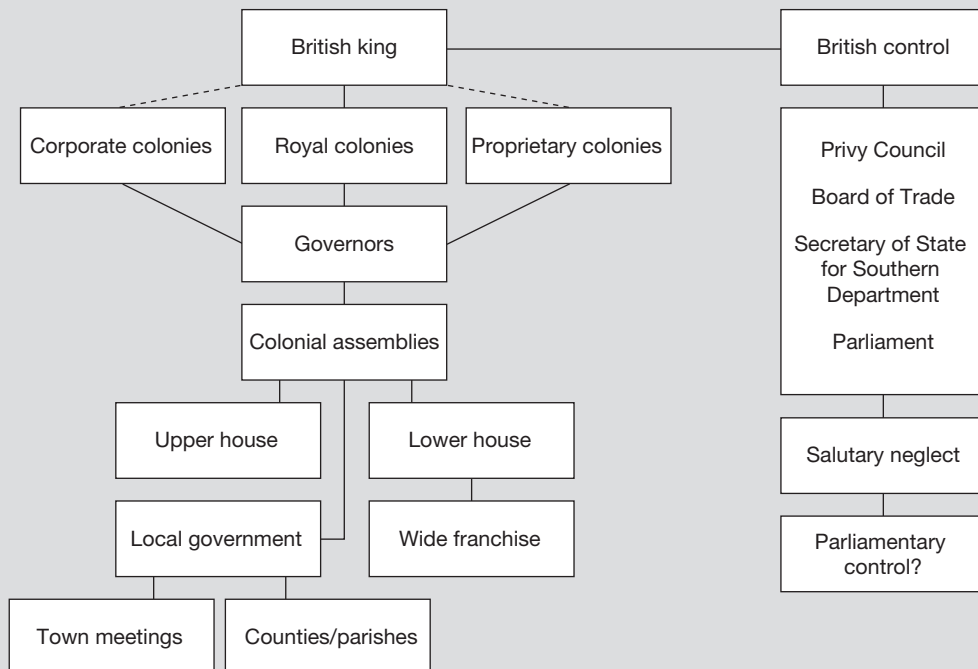 British king
British control
Corporate colonies
Royal colonies
Proprietary colonies
Privy Council
Board of Trade
Secretary of State
for Southern
Department
Parliament
Governors
Colonial assemblies
Upper house
Lower house
Salutary neglect
Local government
Wide franchise
Parliamentary
control?
Town meetings
Counties/parishes